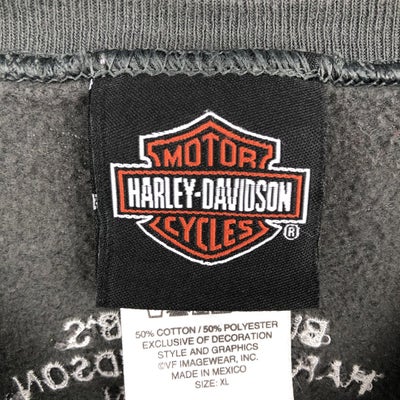 MOTOR
HARLEY-DAVIDSON
CYCLES
®
50% COTTON / 50% POLYESTER
EXCLUSIVE OF DECORATION
STYLE AND GRAPHICS
©VF IMAGEWEAR, INC.
MADE IN MEXICO
SIZE: XL